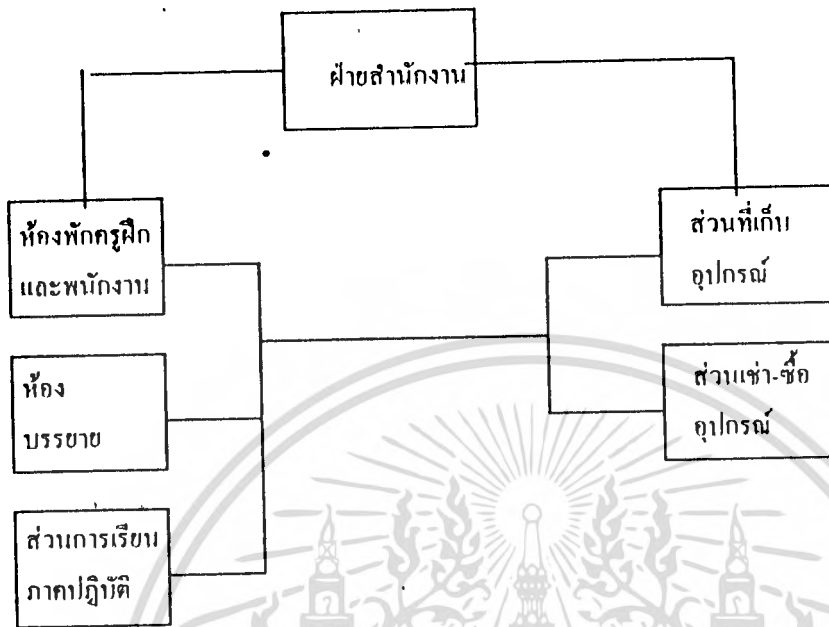 ฝ่ายสำนักงาน
ห้องพักครูฝึก
และพนักงาน
ส่วนที่เก็บ
อุปกรณ์
ห้อง
บรรยาย
ส่วนเช่า-ซื้อ
อุปกรณ์
ส่วนการเรียน
ภาคปฏิบัติ